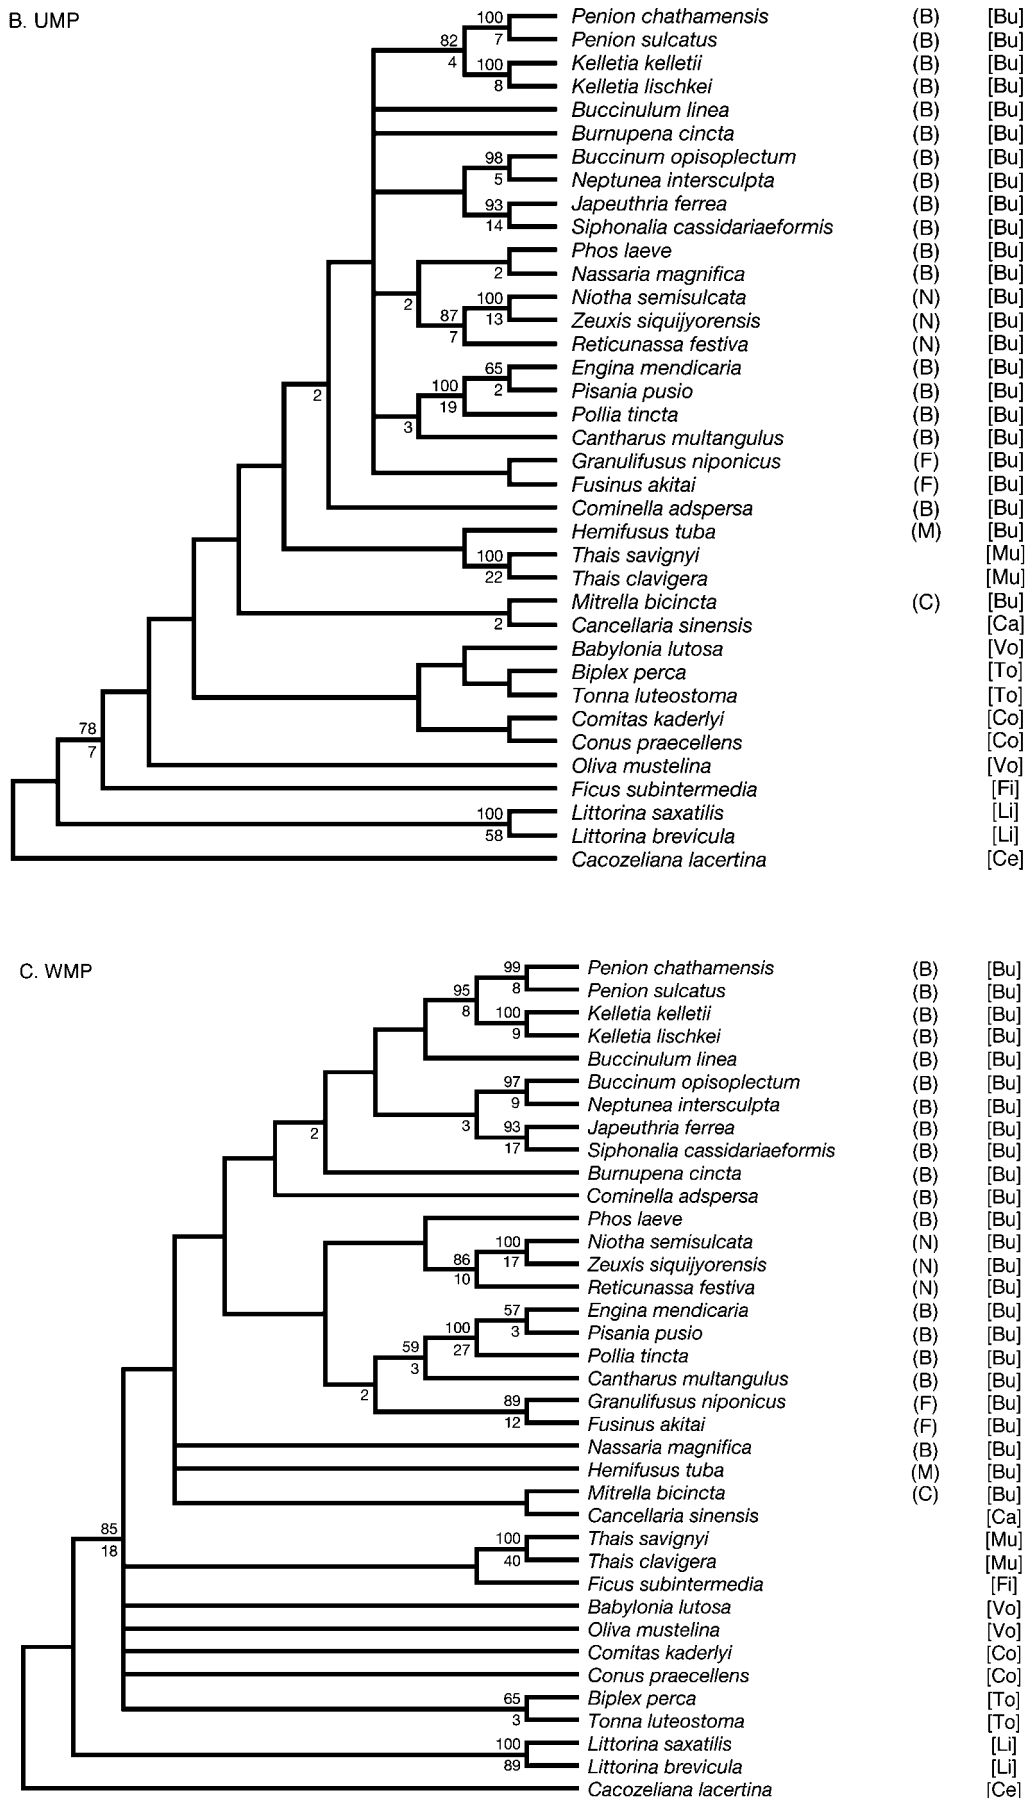 B. UMP
100 Penion chathamensis (B) [Bu]
7 Penion sulcatus (B) [Bu]
82
4
100 Kelletia kelletii (B) [Bu]
8 Kelletia lischkei (B) [Bu]
Buccinulum linea (B) [Bu]
Burnupena cincta (B) [Bu]
98 Buccinum opisoplectum (B) [Bu]
5 Neptunea intersculpta (B) [Bu]
93 Japeuthria ferrea (B) [Bu]
14 Siphonalia cassidariaeformis (B) [Bu]
Phos laeve (B) [Bu]
2 Nassaria magnifica (B) [Bu]
2
100 Niotha semisulcata (N) [Bu]
87 13 Zeuxis siquijyorensis (N) [Bu]
7 Reticunassa festiva (N) [Bu]
65 Engina mendicaria (B) [Bu]
100 2 Pisania pusio (B) [Bu]
2
19 Pollia tincta (B) [Bu]
3 Cantharus multangulus (B) [Bu]
Granulifusus niponicus (F) [Bu]
Fusinus akitai (F) [Bu]
Cominella adspersa (B) [Bu]
Hemifusus tuba (M) [Bu]
100 Thais savignyi [Mu]
22 Thais clavigera [Mu]
Mitrella bicincta (C) [Bu]
2 Cancellaria sinensis [Ca]
Babylonia lutosa [Vo]
Biplex perca [To]
Tonna luteostoma [To]
Comitas kaderlyi [Co]
78
7
Conus praecellens [Co]
Oliva mustelina [Vo]
Ficus subintermedia [Fi]
100 Littorina saxatilis [Li]
58 Littorina brevicula [Li]
Cacozeliana lacertina [Ce]
C. WMP
99 Penion chathamensis (B) [Bu]
95 8 Penion sulcatus (B) [Bu]
8
100 Kelletia kelletii (B) [Bu]
9 Kelletia lischkei (B) [Bu]
Buccinulum linea (B) [Bu]
97 Buccinum opisoplectum (B) [Bu]
9 Neptunea intersculpta (B) [Bu]
2 3
93 Japeuthria ferrea (B) [Bu]
17 Siphonalia cassidariaeformis (B) [Bu]
Burnupena cincta (B) [Bu]
Cominella adspersa (B) [Bu]
Phos laeve (B) [Bu]
100 Niotha semisulcata (N) [Bu]
86 17 Zeuxis siquijyorensis (N) [Bu]
10 Reticunassa festiva (N) [Bu]
57 Engina mendicaria (B) [Bu]
100 3 Pisania pusio (B) [Bu]
59 27 Pollia tincta (B) [Bu]
3 Cantharus multangulus (B) [Bu]
2
89 Granulifusus niponicus (F) [Bu]
12 Fusinus akitai (F) [Bu]
Nassaria magnifica (B) [Bu]
Hemifusus tuba (M) [Bu]
Mitrella bicincta (C) [Bu]
Cancellaria sinensis [Ca]
85
18
100 Thais savignyi [Mu]
40 Thais clavigera [Mu]
Ficus subintermedia [Fi]
Babylonia lutosa [Vo]
Oliva mustelina [Vo]
Comitas kaderlyi [Co]
Conus praecellens [Co]
65 Biplex perca [To]
3 Tonna luteostoma [To]
100 Littorina saxatilis [Li]
89 Littorina brevicula [Li]
Cacozeliana lacertina [Ce]